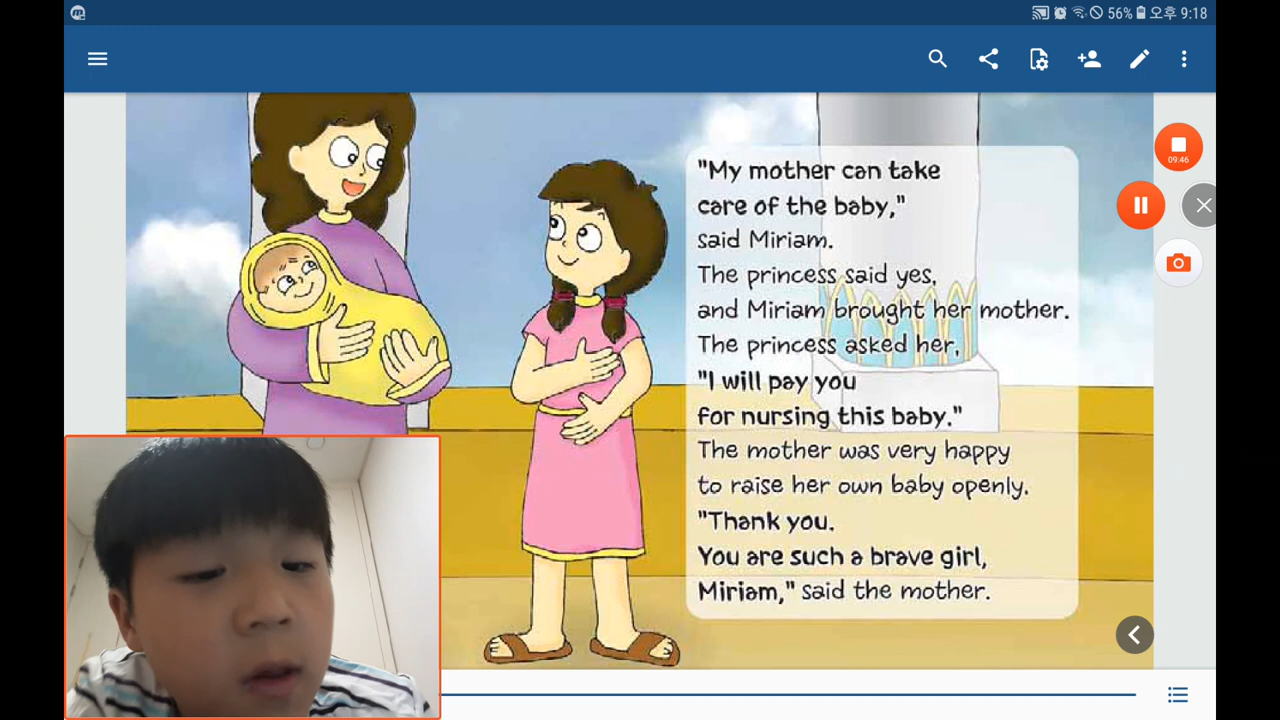 56% 오후 9:18
"My mother can take
care of the baby,"
said Miriam.
The princess said yes,
and Miriam brought her mother.
The princess asked her,
"I will pay you
for nursing this baby."
The mother was very happy
to raise her own baby openly.
"Thank you.
You are such a brave girl,
Miriam," said the mother.
09:46